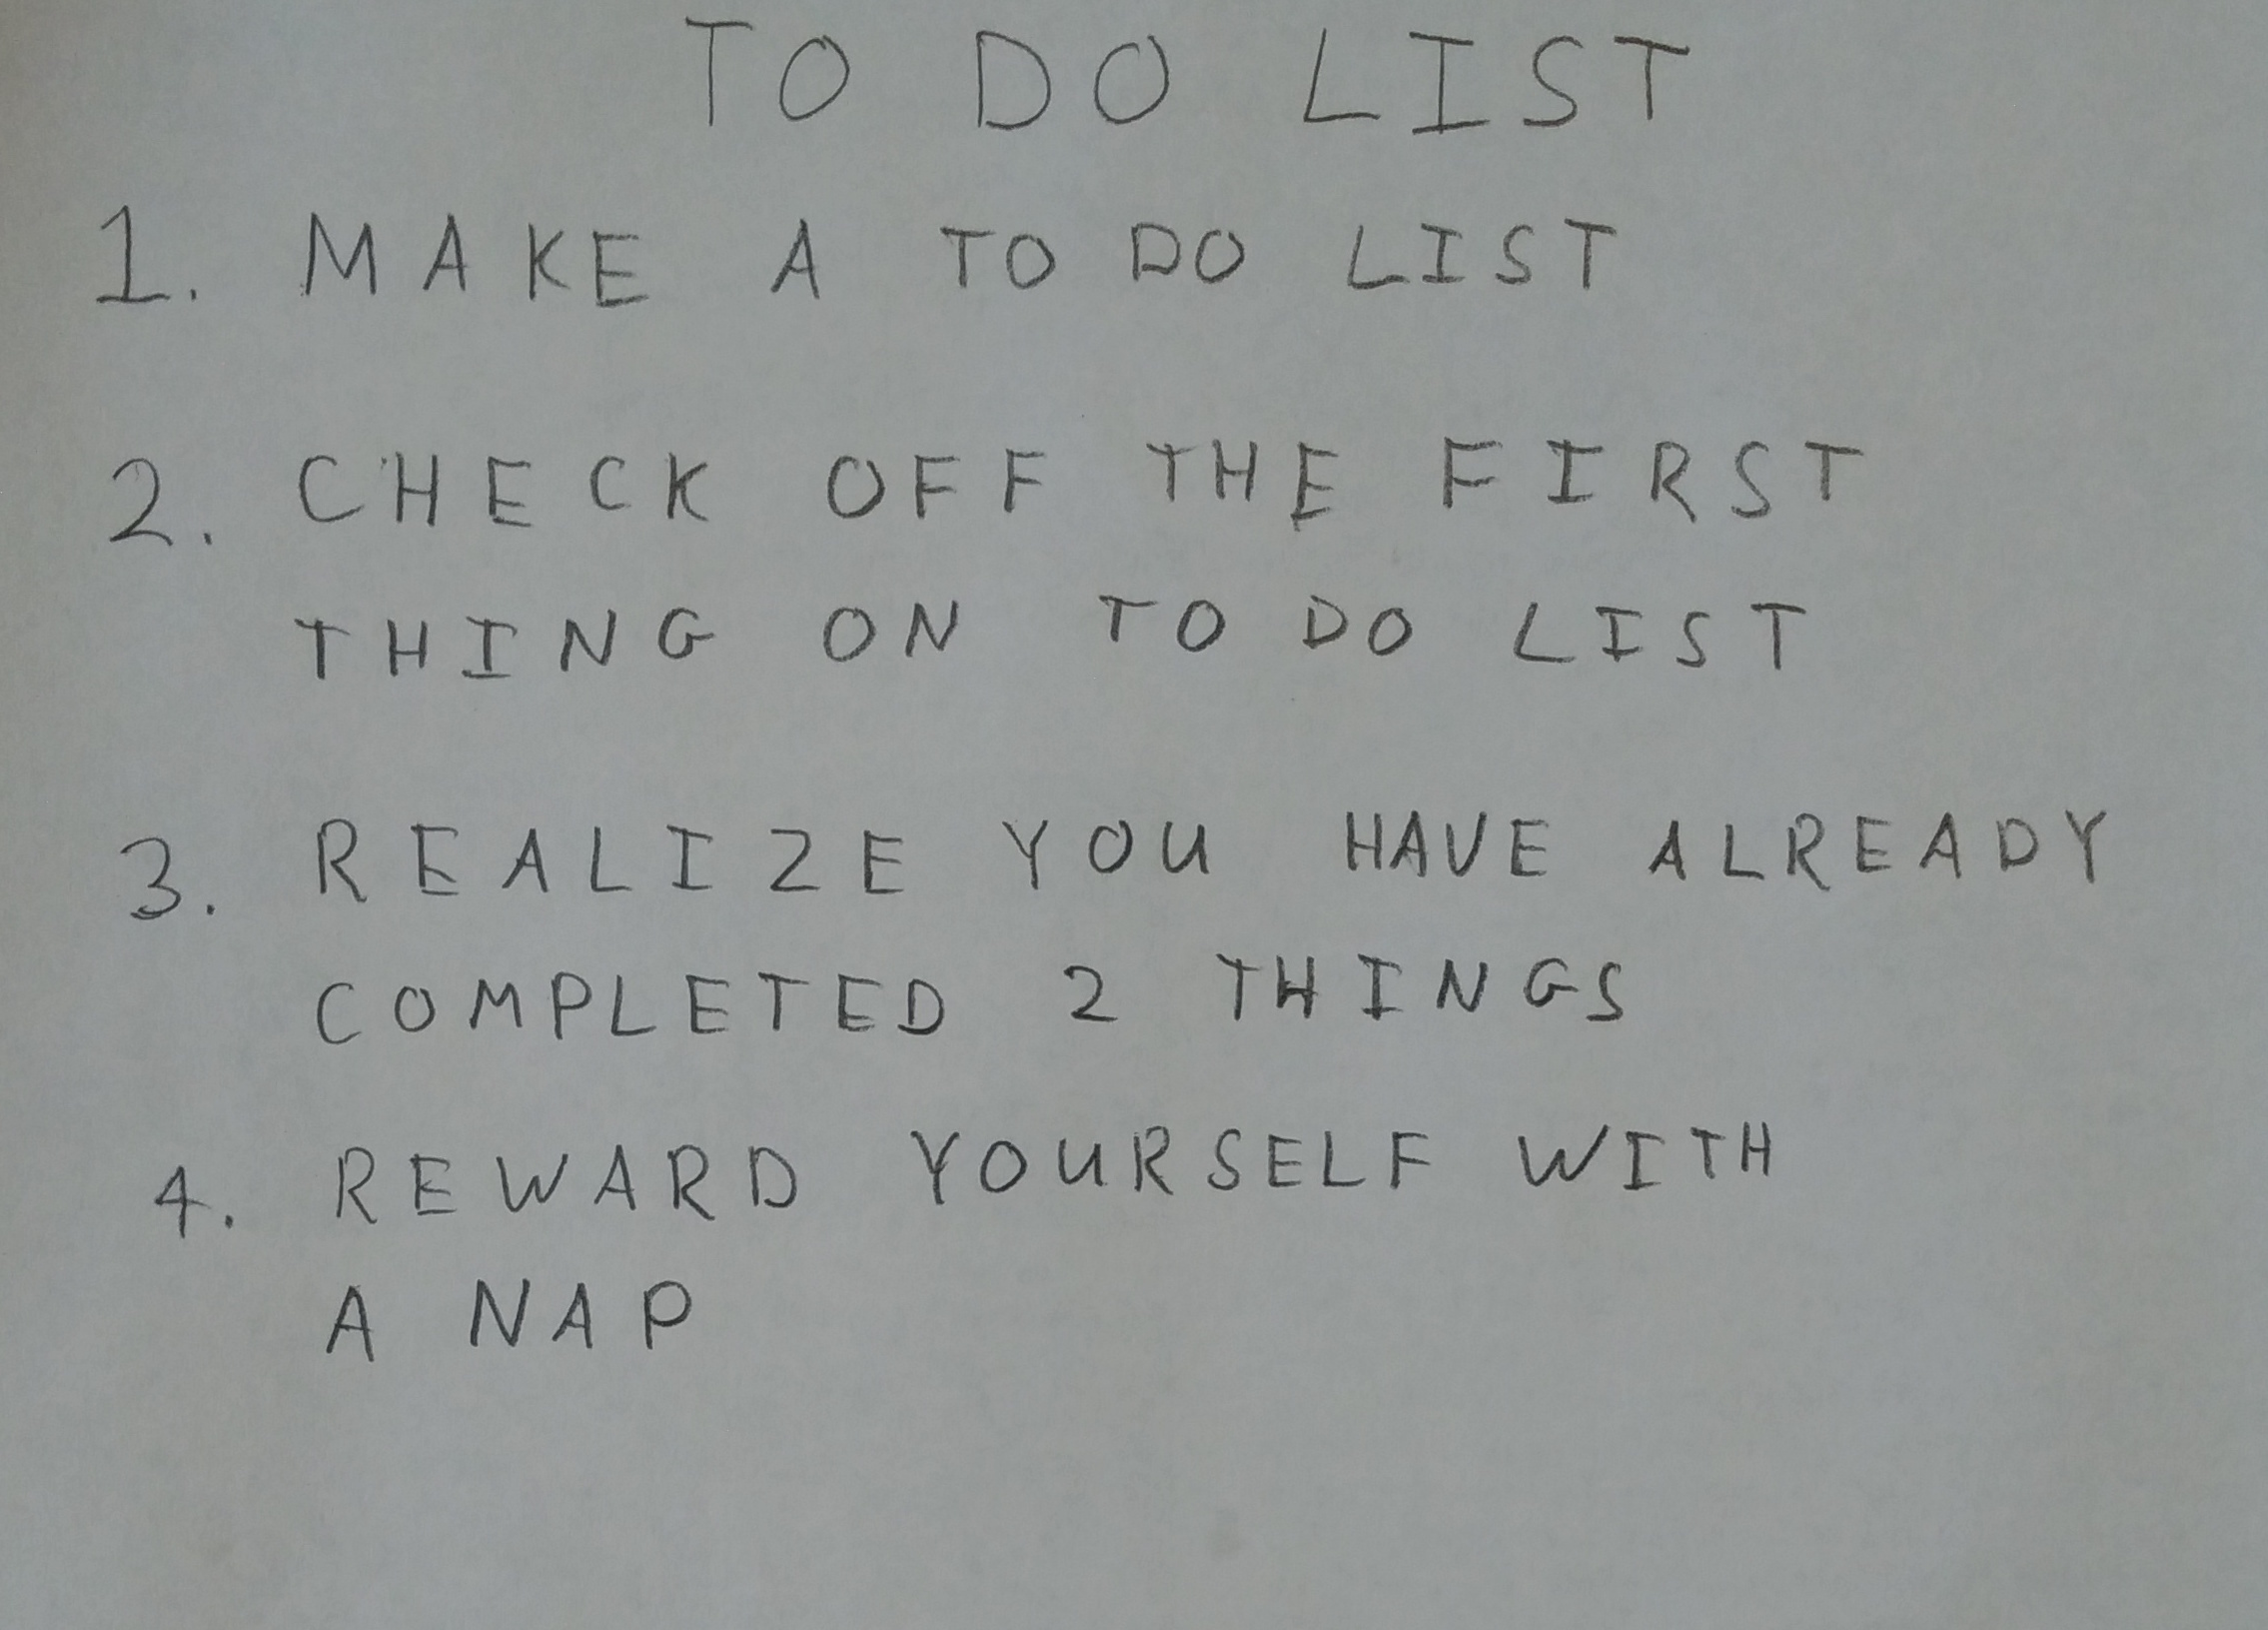 TO DO LIST
1. MAKE A TO DO LIST
2. CHECK OFF THE FIRST
THING ON TO DO LIST
3. REALIZE YOU HAVE ALREADY
COMPLETED 2 THINGS
4. REWARD YOURSELF WITH
A NAP